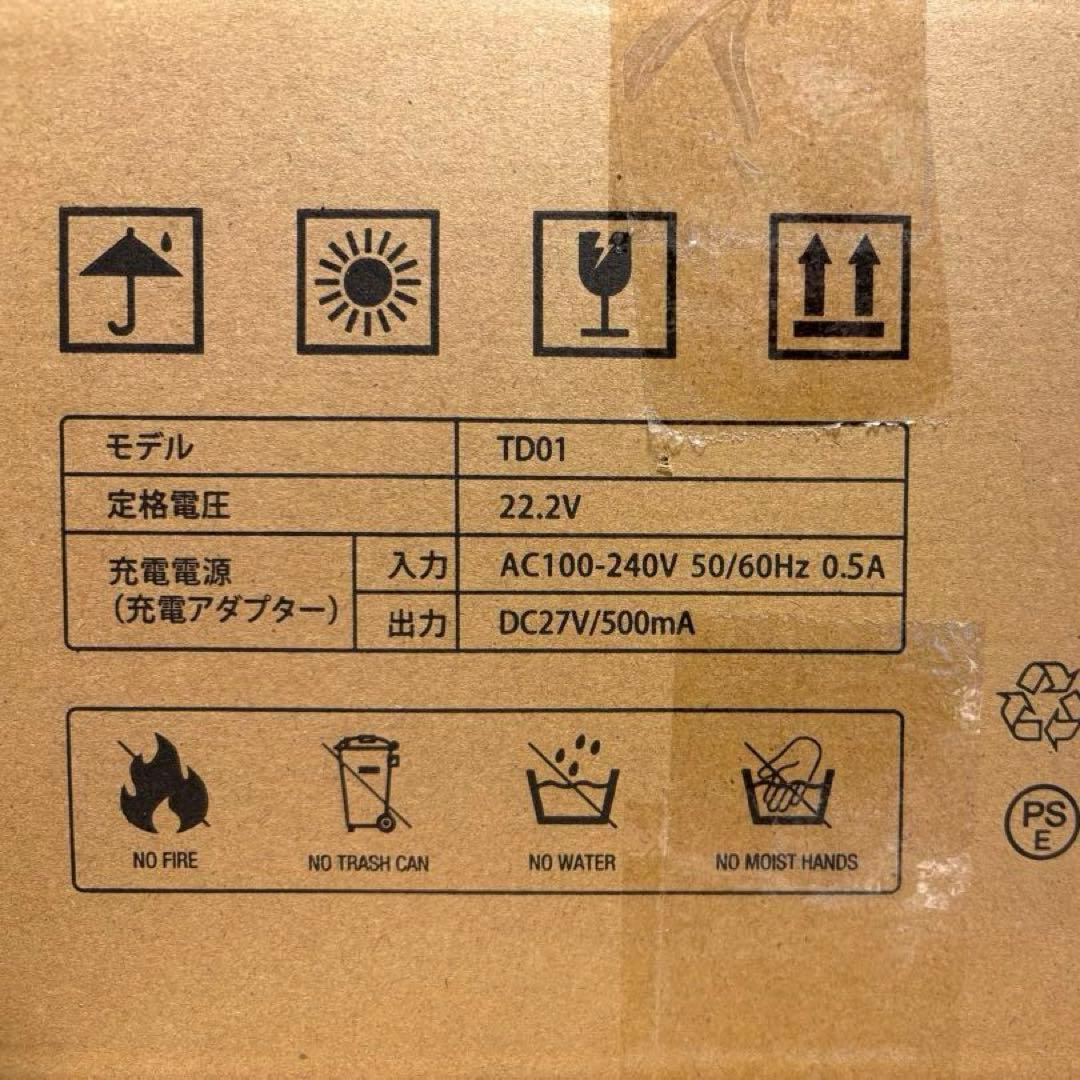 モデル TD01
定格電圧 22.2V
充電電源
(充電アダプター)
入力 AC100-240V 50/60Hz 0.5A
出力 DC27V/500mA
NO FIRE NO TRASH CAN NO WATER NO MOIST HANDS
PS
E